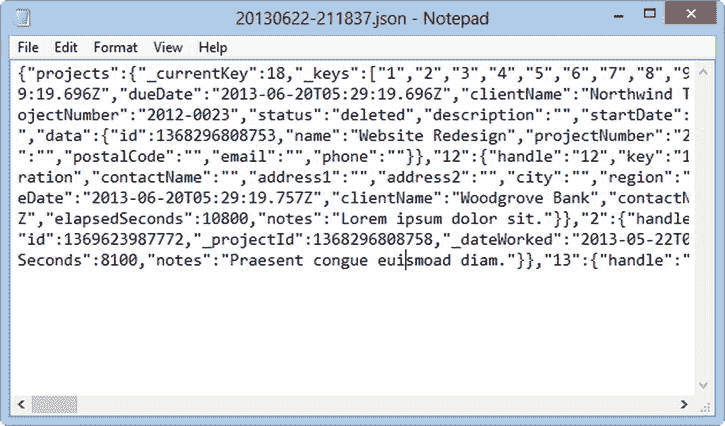 20130622-211837.json - Notepad
File Edit Format View Help
{"projects":{"_currentKey":18,"_keys":["1","2","3","4","5","6","7","8","9
9:19.696Z","dueDate":"2013-06-20T05:29:19.696Z","clientName":"Northwind T
ojectNumber":"2012-0023","status":"deleted","description":"","startDate":
","data":{"id":1368296808753,"name":"Website Redesign","projectNumber":"2
":"","postalCode":"","email":"","phone":""}},"12":{"handle":"12","key":"1
ration","contactName":"","address1":"","address2":"","city":"","region":"
eDate":"2013-06-20T05:29:19.757Z","clientName":"Woodgrove Bank","contactN
Z","elapsedSeconds":10800,"notes":"Lorem ipsum dolor sit."}},"2":{"handle
"id":1369623987772,"_projectId":1368296808758,"_dateWorked":"2013-05-22T0
Seconds":8100,"notes":"Praesent congue euismoad diam."}},"13":{"handle":"